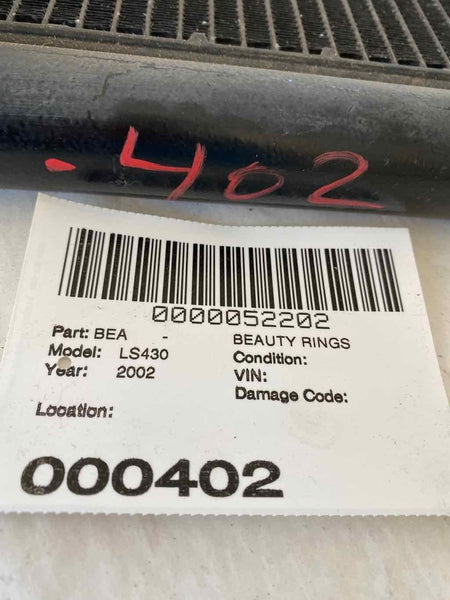 .402
0000052202
Part: BEA - BEAUTY RINGS
Model: LS430 Condition:
Year: 2002 VIN:
Damage Code:
Location:
000402